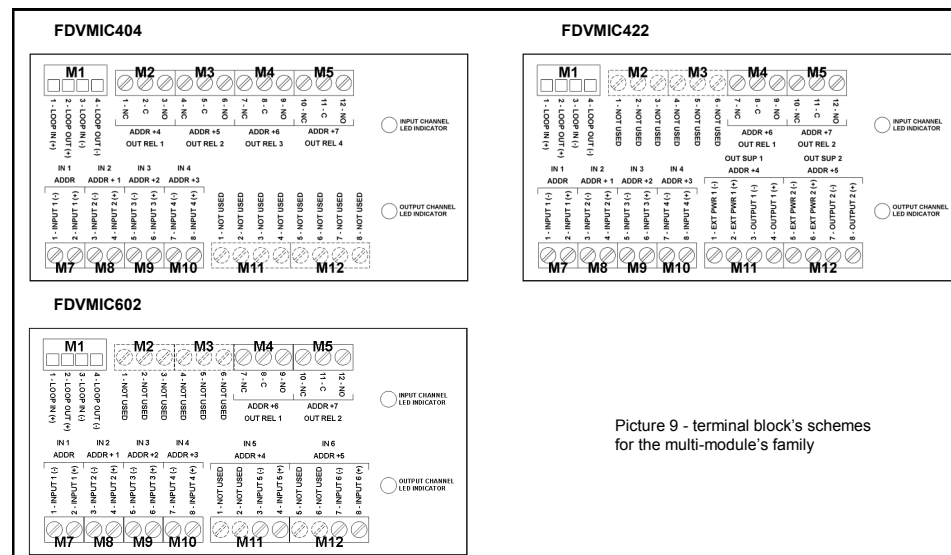 FDVMIC404
M1
M2
M3
M4
M5
1 - LOOP IN (+)
2 - LOOP OUT (+)
3 - LOOP IN (-)
4 - LOOP OUT (-)
1 - NC
2 - C
3 - NO
4 - NC
5 - C
6 - NO
7 - NC
8 - C
9 - NO
10 - NC
11 - C
12 - NO
ADDR +4
ADDR +5
ADDR +6
ADDR +7
OUT REL 1
OUT REL 2
OUT REL 3
OUT REL 4
INPUT CHANNEL
LED INDICATOR
IN 1
IN 2
IN 3
IN 4
ADDR
ADDR + 1
ADDR +2
ADDR +3
1 - INPUT 1 (-)
2 - INPUT 1 (+)
3 - INPUT 2 (-)
4 - INPUT 2 (+)
5 - INPUT 3 (-)
6 - INPUT 3 (+)
7 - INPUT 4 (-)
8 - INPUT 4 (+)
1 - NOT USED
2 - NOT USED
3 - NOT USED
4 - NOT USED
5 - NOT USED
6 - NOT USED
7 - NOT USED
8 - NOT USED
OUTPUT CHANNEL
LED INDICATOR
M7
M8
M9
M10
M11
M12
FDVMIC422
M1
M2
M3
M4
M5
1 - LOOP IN (+)
2 - LOOP OUT (+)
3 - LOOP IN (-)
4 - LOOP OUT (-)
1 - NOT USED
2 - NOT USED
3 - NOT USED
4 - NOT USED
5 - NOT USED
6 - NOT USED
7 - NC
8 - C
9 - NO
10 - NC
11 - C
12 - NO
ADDR +6
ADDR +7
OUT REL 1
OUT REL 2
INPUT CHANNEL
LED INDICATOR
OUT SUP 1
OUT SUP 2
IN 1
IN 2
IN 3
IN 4
ADDR +4
ADDR +5
ADDR
ADDR + 1
ADDR +2
ADDR +3
1 - INPUT 1 (-)
2 - INPUT 1 (+)
3 - INPUT 2 (-)
4 - INPUT 2 (+)
5 - INPUT 3 (-)
6 - INPUT 3 (+)
7 - INPUT 4 (-)
8 - INPUT 4 (+)
1 - EXT PWR 1 (-)
2 - EXT PWR 1 (+)
3 - OUTPUT 1 (-)
4 - OUTPUT 1 (+)
5 - EXT PWR 2 (-)
6 - EXT PWR 2 (+)
7 - OUTPUT 2 (-)
8 - OUTPUT 2 (+)
OUTPUT CHANNEL
LED INDICATOR
M7
M8
M9
M10
M11
M12
FDVMIC602
M1
M2
M3
M4
M5
1 - LOOP IN (+)
2 - LOOP OUT (+)
3 - LOOP IN (-)
4 - LOOP OUT (-)
1 - NOT USED
2 - NOT USED
3 - NOT USED
4 - NOT USED
5 - NOT USED
6 - NOT USED
7 - NC
8 - C
9 - NO
10 - NC
11 - C
12 - NO
ADDR +6
ADDR +7
OUT REL 1
OUT REL 2
INPUT CHANNEL
LED INDICATOR
IN 1
IN 2
IN 3
IN 4
IN 5
IN 6
ADDR
ADDR + 1
ADDR +2
ADDR +3
ADDR +4
ADDR +5
1 - INPUT 1 (-)
2 - INPUT 1 (+)
3 - INPUT 2 (-)
4 - INPUT 2 (+)
5 - INPUT 3 (-)
6 - INPUT 3 (+)
7 - INPUT 4 (-)
8 - INPUT 4 (+)
1 - NOT USED
2 - NOT USED
3 - INPUT 5 (-)
4 - INPUT 5 (+)
5 - NOT USED
6 - NOT USED
7 - INPUT 6 (-)
8 - INPUT 6 (+)
OUTPUT CHANNEL
LED INDICATOR
M7
M8
M9
M10
M11
M12
Picture 9 - terminal block's schemes
for the multi-module's family